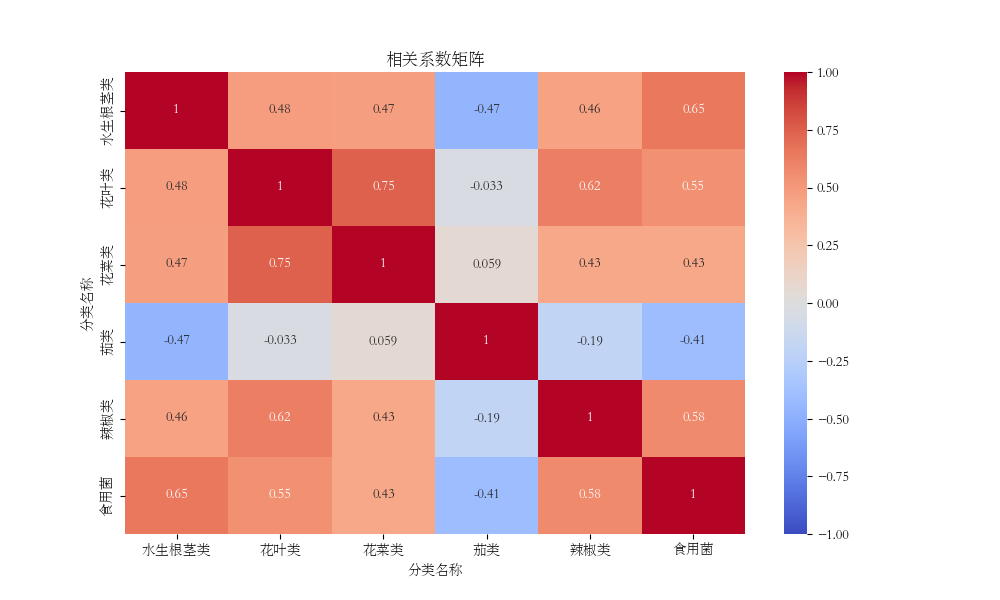 相关系数矩阵
水生根茎类 1 0.48 0.47 -0.47 0.46 0.65
花叶类 0.48 1 0.75 -0.033 0.62 0.55
花菜类 0.47 0.75 1 0.059 0.43 0.43
茄类 -0.47 -0.033 0.059 1 -0.19 -0.41
辣椒类 0.46 0.62 0.43 -0.19 1 0.58
食用菌 0.65 0.55 0.43 -0.41 0.58 1
分类名称
水生根茎类 花叶类 花菜类 茄类 辣椒类 食用菌
分类名称
1.00
0.75
0.50
0.25
0.00
−0.25
−0.50
−0.75
−1.00